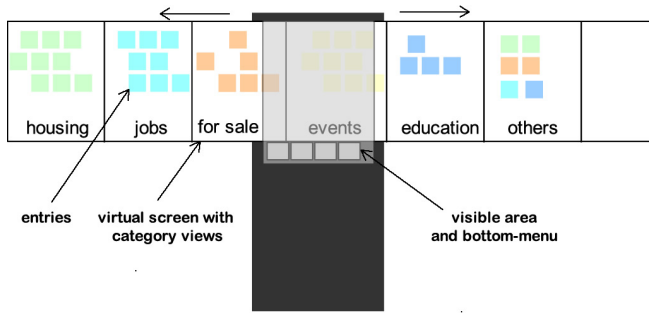 housing
jobs
for sale
events
education
others
entries
virtual screen with
category views
visible area
and bottom-menu